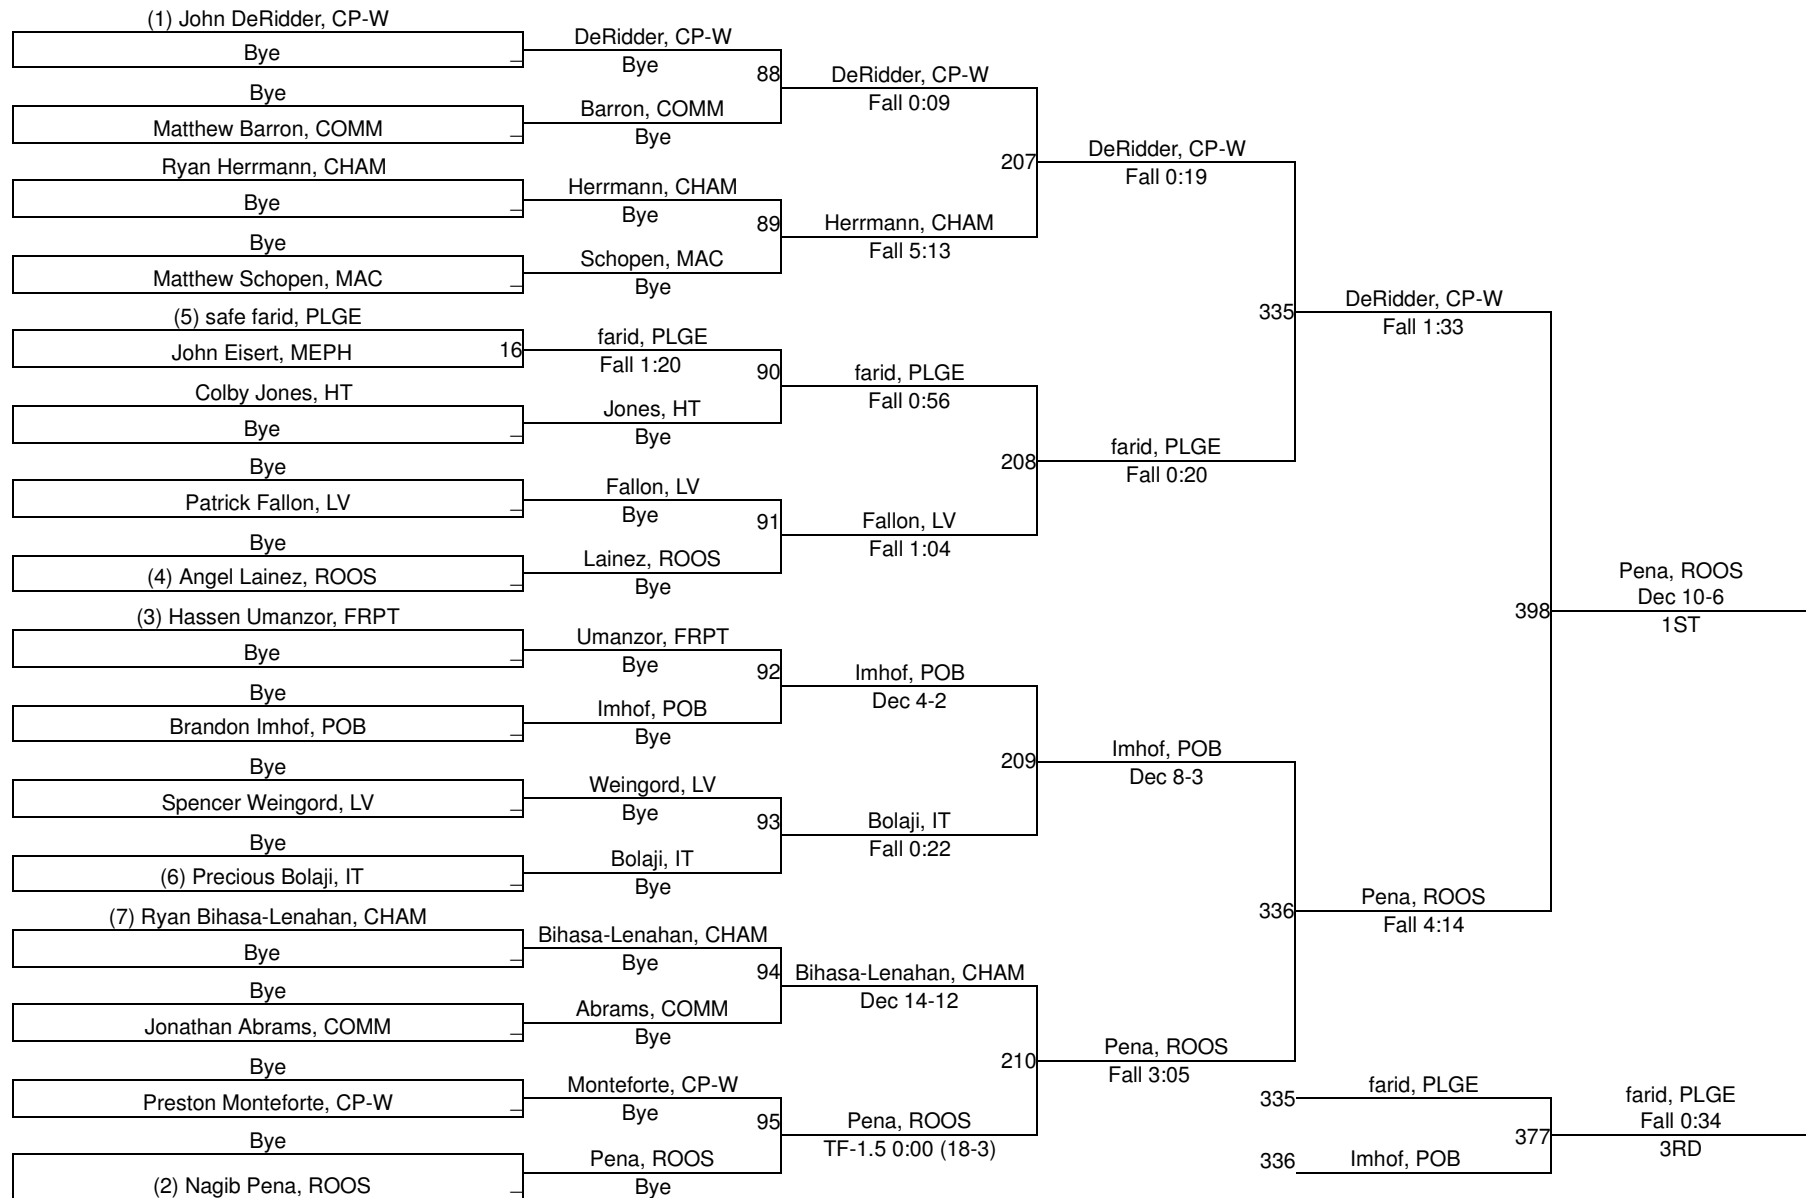 (1) John DeRidder, CP-W
Bye
Bye
Matthew Barron, COMM
Ryan Herrmann, CHAM
Bye
Bye
Matthew Schopen, MAC
(5) safe farid, PLGE
John Eisert, MEPH
16
Colby Jones, HT
Bye
Bye
Patrick Fallon, LV
Bye
(4) Angel Lainez, ROOS
(3) Hassen Umanzor, FRPT
Bye
Bye
Brandon Imhof, POB
Bye
Spencer Weingord, LV
Bye
(6) Precious Bolaji, IT
(7) Ryan Bihasa-Lenahan, CHAM
Bye
Bye
Jonathan Abrams, COMM
Bye
Preston Monteforte, CP-W
Bye
(2) Nagib Pena, ROOS
DeRidder, CP-W
Bye
88
Barron, COMM
Bye
Herrmann, CHAM
Bye
89
Schopen, MAC
Bye
farid, PLGE
Fall 1:20
90
Jones, HT
Bye
Fallon, LV
Bye
91
Lainez, ROOS
Bye
Umanzor, FRPT
Bye
92
Imhof, POB
Bye
Weingord, LV
Bye
93
Bolaji, IT
Bye
Bihasa-Lenahan, CHAM
Bye
94
Abrams, COMM
Bye
Monteforte, CP-W
Bye
95
Pena, ROOS
Bye
DeRidder, CP-W
Fall 0:09
207
Herrmann, CHAM
Fall 5:13
farid, PLGE
Fall 0:56
208
Fallon, LV
Fall 1:04
Imhof, POB
Dec 4-2
209
Bolaji, IT
Fall 0:22
Bihasa-Lenahan, CHAM
Dec 14-12
210
Pena, ROOS
TF-1.5 0:00 (18-3)
DeRidder, CP-W
Fall 0:19
335
farid, PLGE
Fall 0:20
Imhof, POB
Dec 8-3
336
Pena, ROOS
Fall 3:05
DeRidder, CP-W
Fall 1:33
398
Pena, ROOS
Fall 4:14
Pena, ROOS
Dec 10-6
1ST
335
farid, PLGE
377
336
Imhof, POB
farid, PLGE
Fall 0:34
3RD